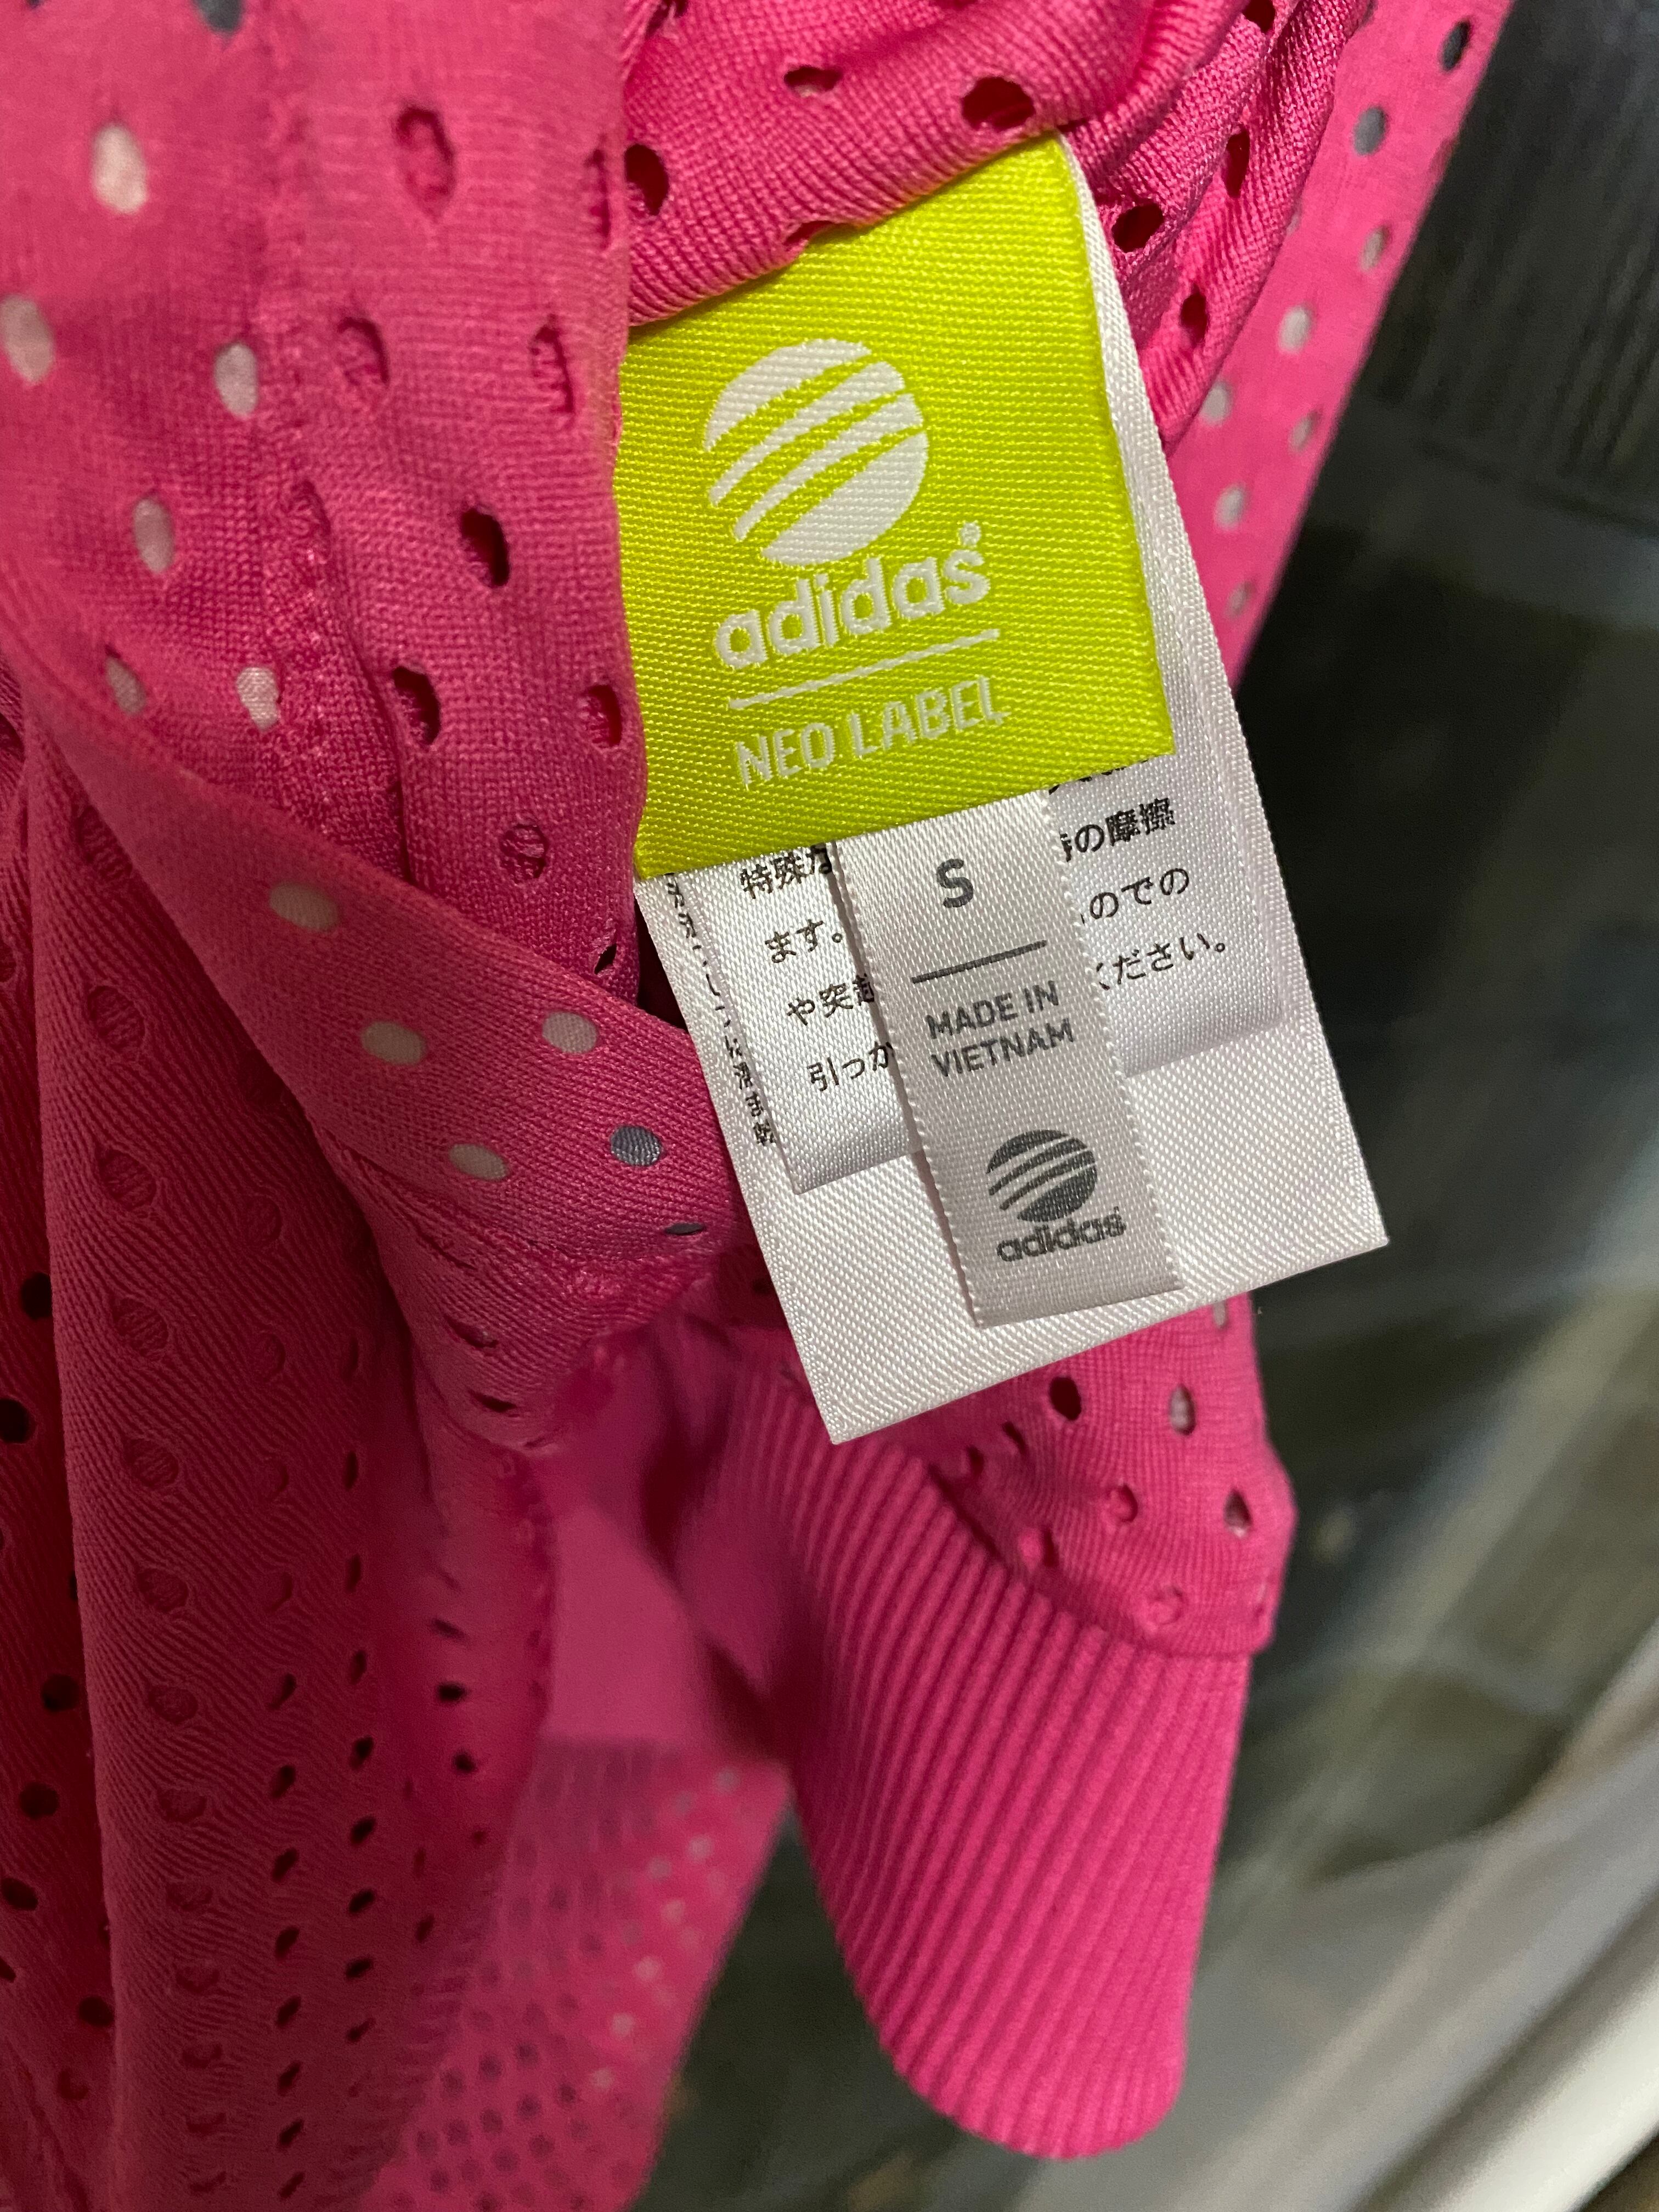 adidas
NEO LABEL
S
MADE IN
VIETNAM
adidas
特殊な
の摩擦
ます。
のでの
や突起
ください。
引っか